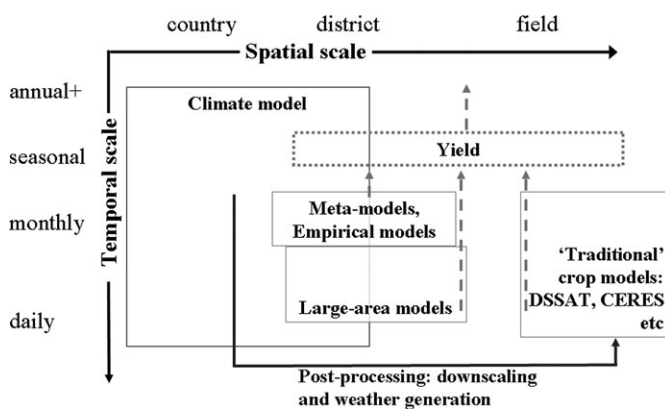 country district field
Spatial scale
annual+
Climate model
Temporal scale
seasonal
Yield
monthly
Meta-models,
Empirical models
'Traditional'
crop models:
DSSAT, CERES
etc
Large-area models
daily
Post-processing: downscaling
and weather generation